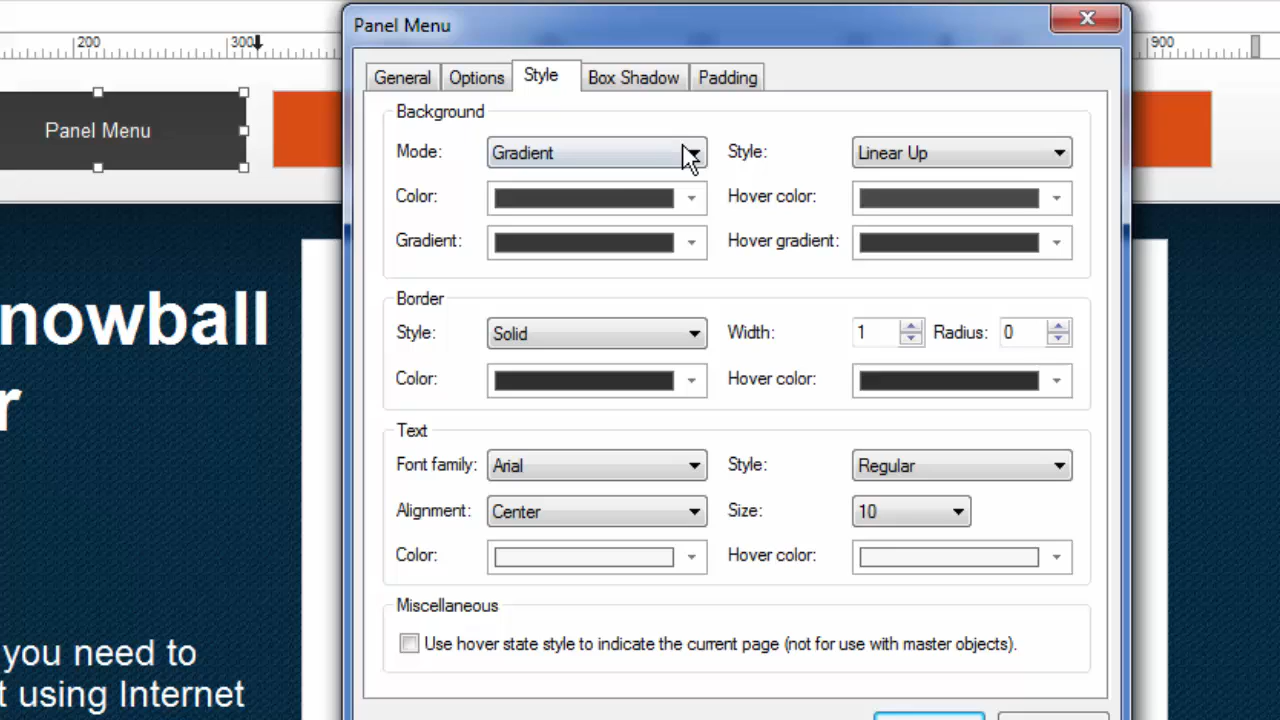 Panel Menu
200
300
900
General Options Style Box Shadow Padding
Panel Menu
Background
Mode: Gradient Style: Linear Up
Color: Hover color:
Gradient: Hover gradient:
Border
Style: Solid Width: 1 Radius: 0
Color: Hover color:
Text
Font family: Arial Style: Regular
Alignment: Center Size: 10
Color: Hover color:
Miscellaneous
Use hover state style to indicate the current page (not for use with master objects).
nowball
r
you need to
t using Internet